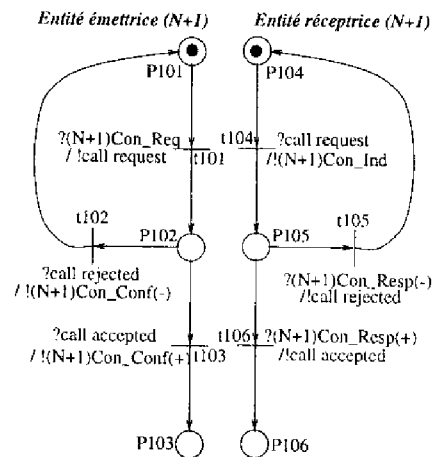 Entité émettrice (N+1)
Entité réceptrice (N+1)
P101
P104
?(N+1)Con_Req
/ !call request
t101
t104
?call request
/!(N+1)Con_Ind
t102
P102
P105
t105
?call rejected
/ !(N+1)Con_Conf(-)
?(N+1)Con_Resp(-)
/!call rejected
?call accepted
/ !(N+1)Con_Conf(+)
t103
t106
?(N+1)Con_Resp(+)
/!call accepted
P103
P106